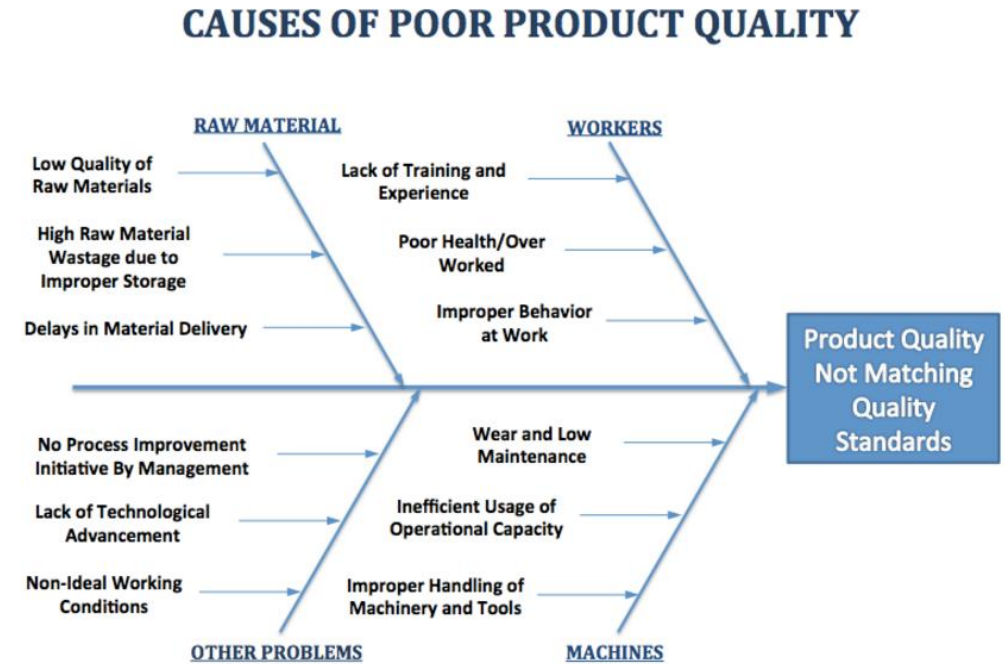 CAUSES OF POOR PRODUCT QUALITY
RAW MATERIAL
Low Quality of
Raw Materials
High Raw Material
Wastage due to
Improper Storage
Delays in Material Delivery
WORKERS
Lack of Training and
Experience
Poor Health/Over
Worked
Improper Behavior
at Work
Product Quality
Not Matching
Quality
Standards
No Process Improvement
Initiative By Management
Lack of Technological
Advancement
Non-Ideal Working
Conditions
OTHER PROBLEMS
Wear and Low
Maintenance
Inefficient Usage of
Operational Capacity
Improper Handling of
Machinery and Tools
MACHINES